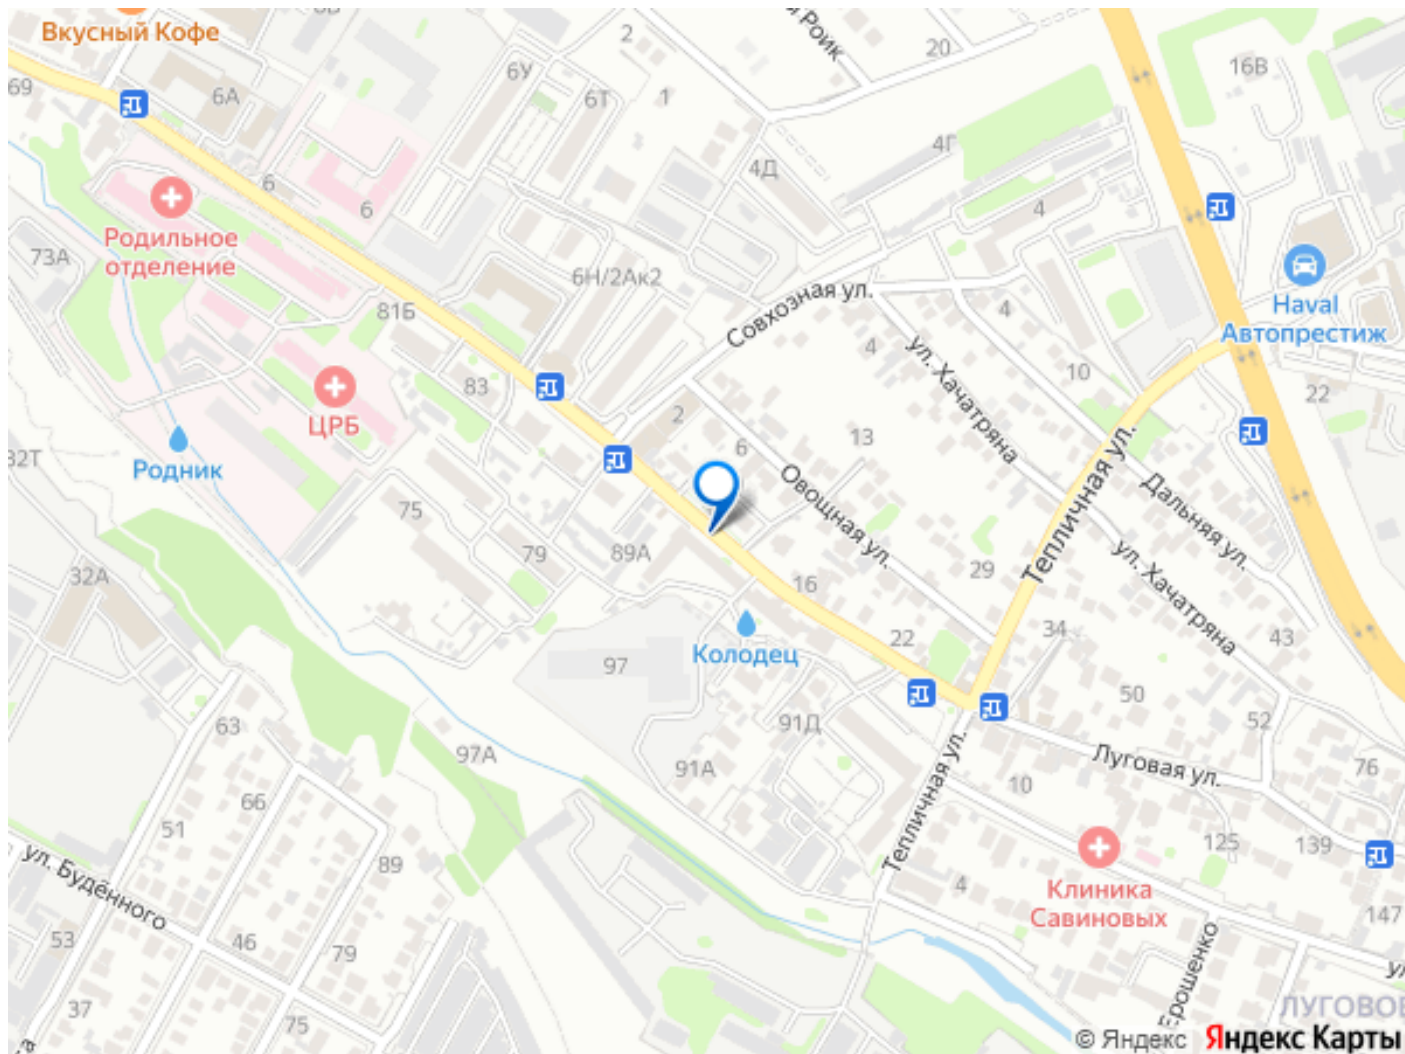 Вкусный Кофе
69
6А
6У
6Т
2
1
я Роик
20
16В
4Г
4Д
4
6
6
Родильное
отделение
73А
81Б
6Н/2Ак2
Совхозная ул.
4
4
10
Haval
Автопрестиж
22
83
ЦРБ
2
6
13
ул. Хачатряна
Тепличная ул.
Родник
32Т
75
79
89А
Овощная ул.
29
Дальняя ул.
ул. Хачатряна
32А
16
22
34
43
Колодец
97
63
97А
91А
91Д
50
52
Луговая ул.
76
Тепличная ул.
10
66
51
89
125
139
ул. Будённого
4
Клиника
Савиновых
147
53
46
79
37
75
Ерошенко
ЛУГОВОЕ
© Яндекс
Яндекс Карты